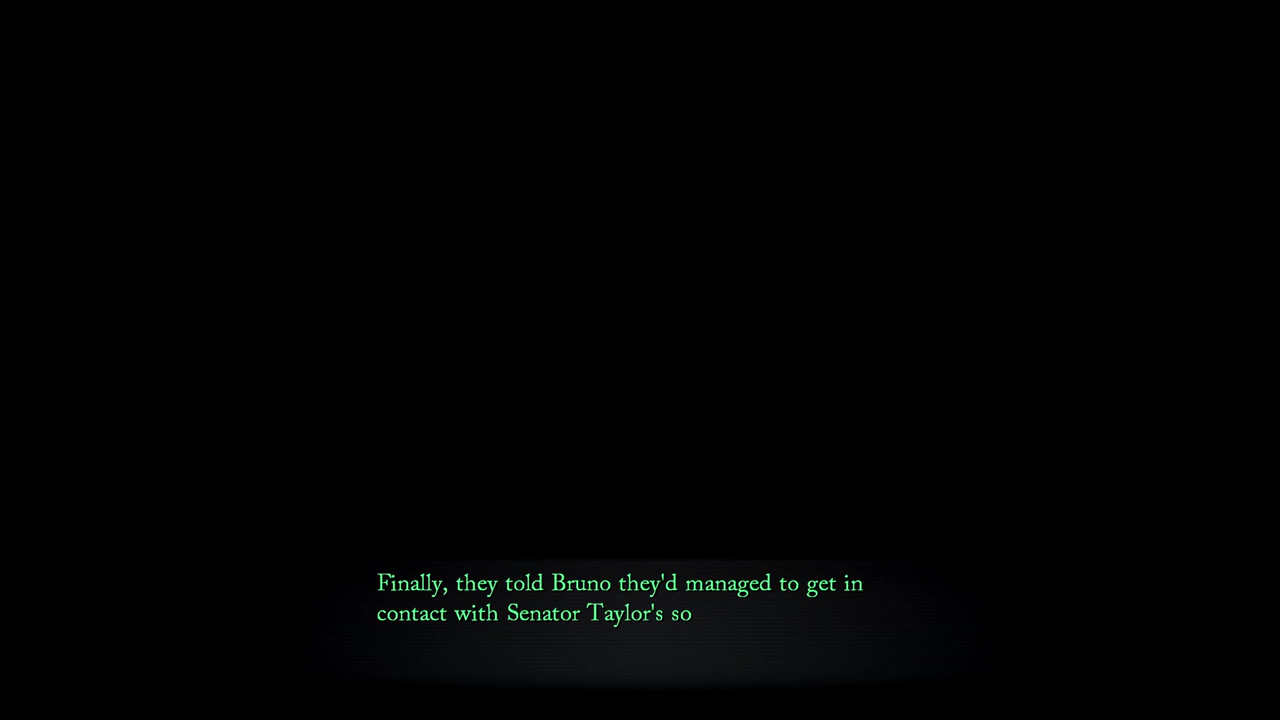 Finally, they told Bruno they'd managed to get in
contact with Senator Taylor's so